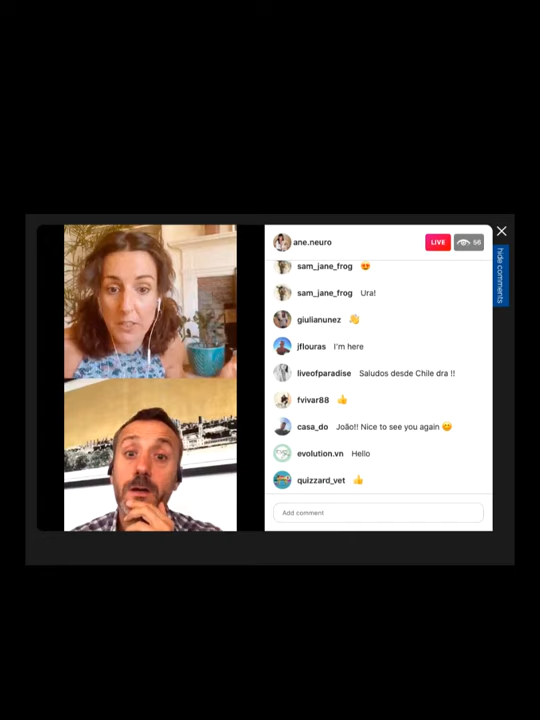 ane.neuro LIVE 56
hide comments
sam_jane_frog 😍
sam_jane_frog Ura!
giulianunez 👋
jflouras I'm here
liveofparadise Saludos desde Chile dra !!
fvivar88 👍
casa_do João!! Nice to see you again 😊
evolution.vn Hello
quizzard_vet 👍
Add comment